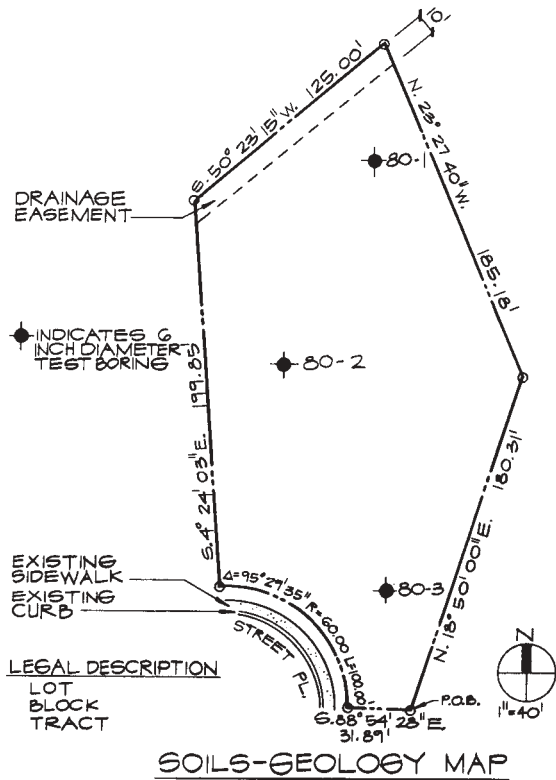 10'
S. 50° 23' 15" W. 125.00'
N. 23° 27' 40" W. 185.18'
80-1
DRAINAGE
EASEMENT
INDICATES 6
INCH DIAMETER
TEST BORING
80-2
S. 4° 24' 03" E. 199.85'
N. 18° 50' 00" E. 180.31'
EXISTING
SIDEWALK
EXISTING
CURB
Δ=95° 29' 35" R=60.00 L=100.00'
STREET PL.
80-3
LEGAL DESCRIPTION
LOT
BLOCK
TRACT
P.O.B.
S. 88° 54' 23" E.
31.89'
N
1"=40'
SOILS-GEOLOGY MAP